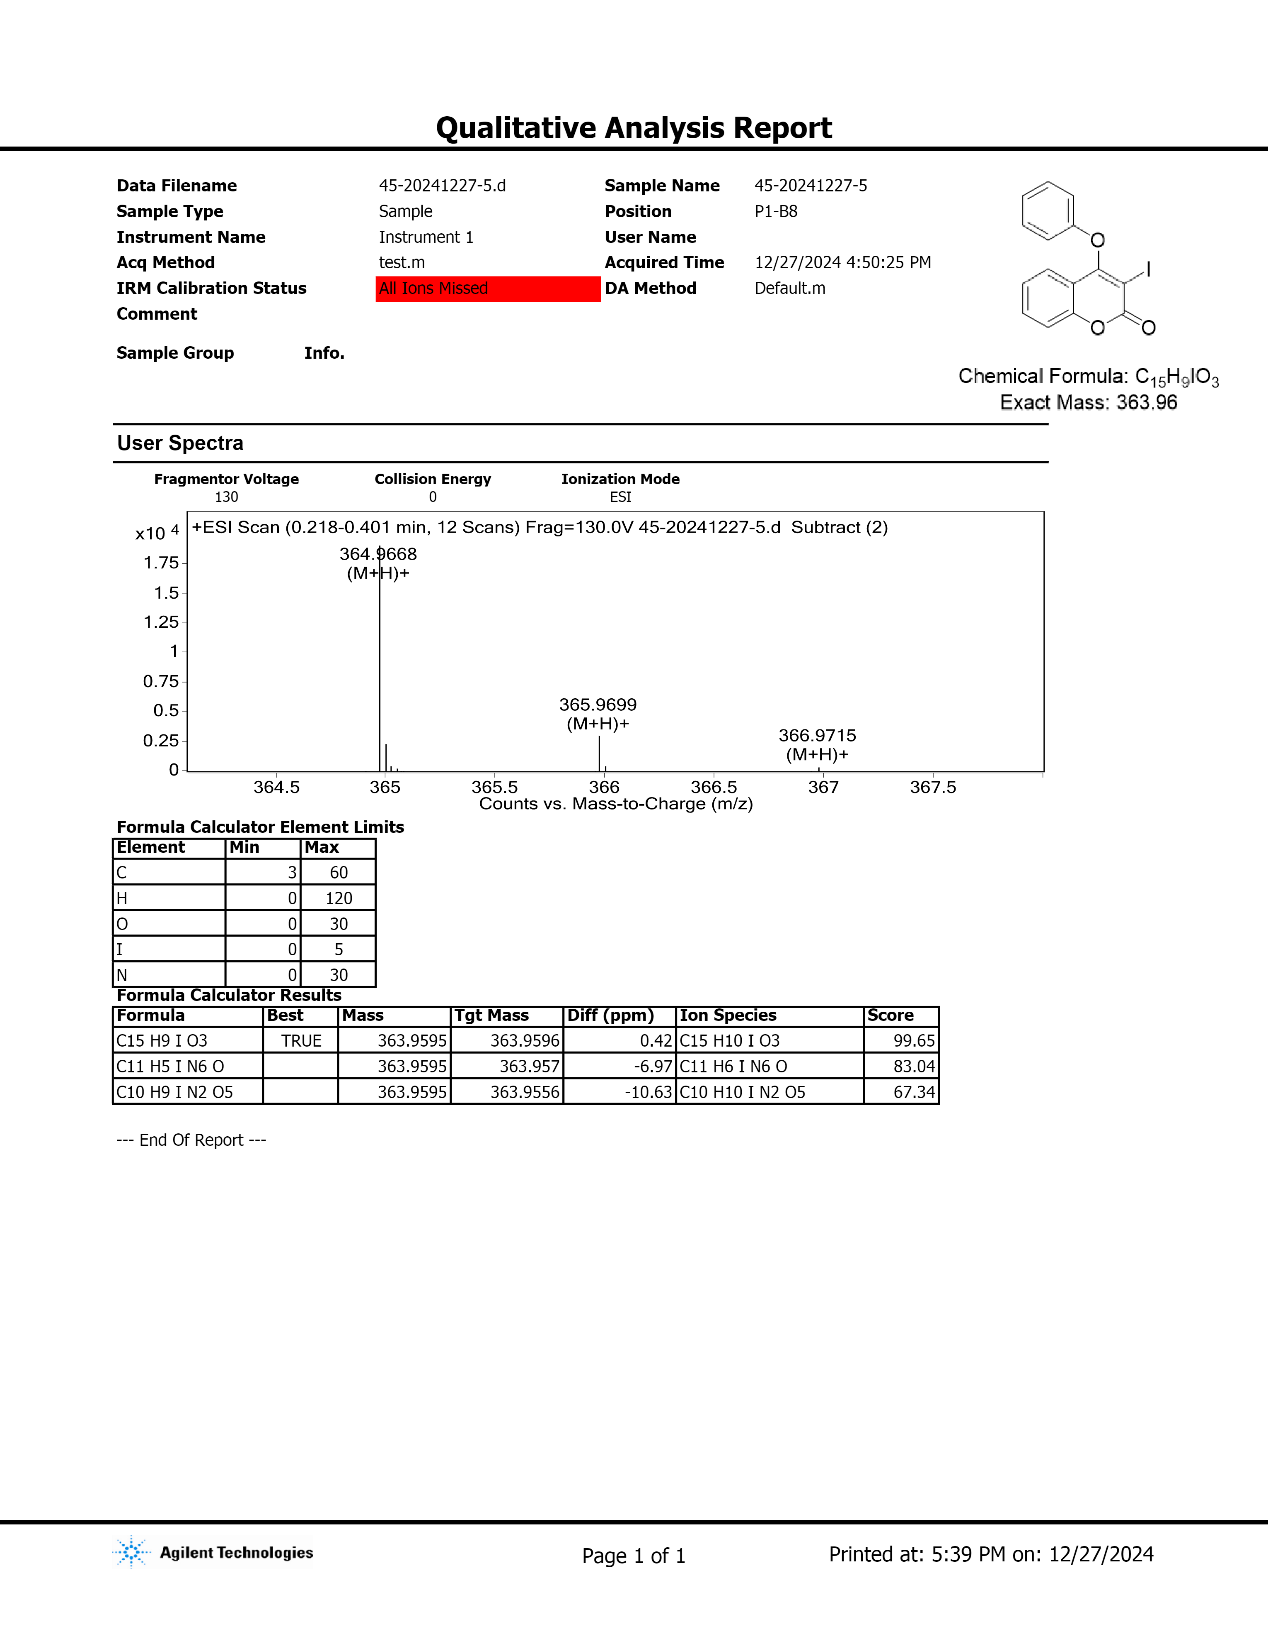 Qualitative Analysis Report
Data Filename 45-20241227-5.d Sample Name 45-20241227-5
Sample Type Sample Position P1-B8
Instrument Name Instrument 1 User Name
Acq Method test.m Acquired Time 12/27/2024 4:50:25 PM
IRM Calibration Status All Ions Missed DA Method Default.m
Comment
Sample Group Info.
O
I
O O
Chemical Formula: C15H9IO3
Exact Mass: 363.96
User Spectra
Fragmentor Voltage Collision Energy Ionization Mode
130 0 ESI
x10 4 +ESI Scan (0.218-0.401 min, 12 Scans) Frag=130.0V 45-20241227-5.d Subtract (2)
364.9668
(M+H)+
1.75
1.5
1.25
1
0.75
0.5
0.25
0
365.9699
(M+H)+
366.9715
(M+H)+
364.5 365 365.5 366 366.5 367 367.5
Counts vs. Mass-to-Charge (m/z)
Formula Calculator Element Limits
Element Min Max
C 3 60
H 0 120
O 0 30
I 0 5
N 0 30
Formula Calculator Results
Formula Best Mass Tgt Mass Diff (ppm) Ion Species Score
C15 H9 I O3 TRUE 363.9595 363.9596 0.42 C15 H10 I O3 99.65
C11 H5 I N6 O 363.9595 363.957 -6.97 C11 H6 I N6 O 83.04
C10 H9 I N2 O5 363.9595 363.9556 -10.63 C10 H10 I N2 O5 67.34
--- End Of Report ---
Agilent Technologies Page 1 of 1 Printed at: 5:39 PM on: 12/27/2024